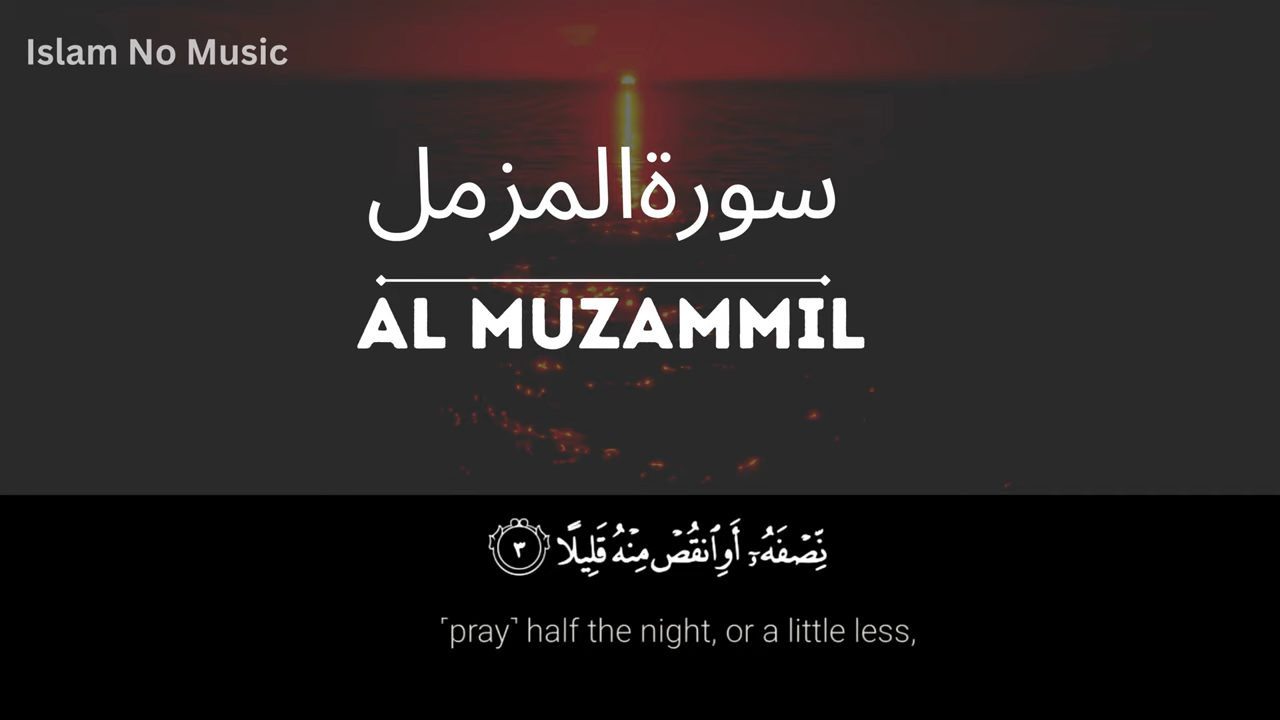 Islam No Music
سورةالمزمل
AL MUZAMMIL
نِّصْفَهُۥٓ أَوِ ٱنقُصْ مِنْهُ قَلِيلًا ٣
⸢pray⸣ half the night, or a little less,